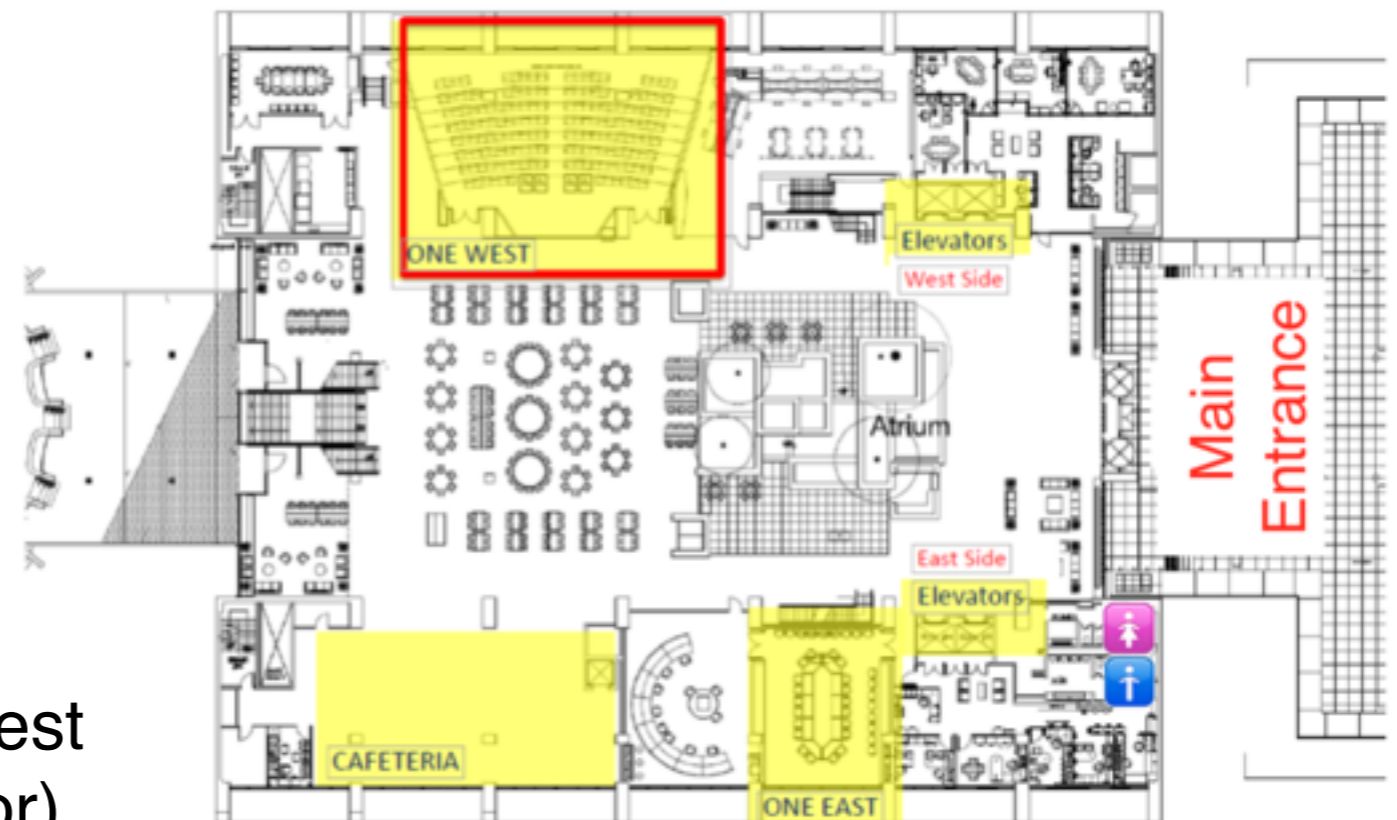 ONE WEST
Elevators
West Side
Main
Entrance
Atrium
East Side
Elevators
est
or)
CAFETERIA
ONE EAST